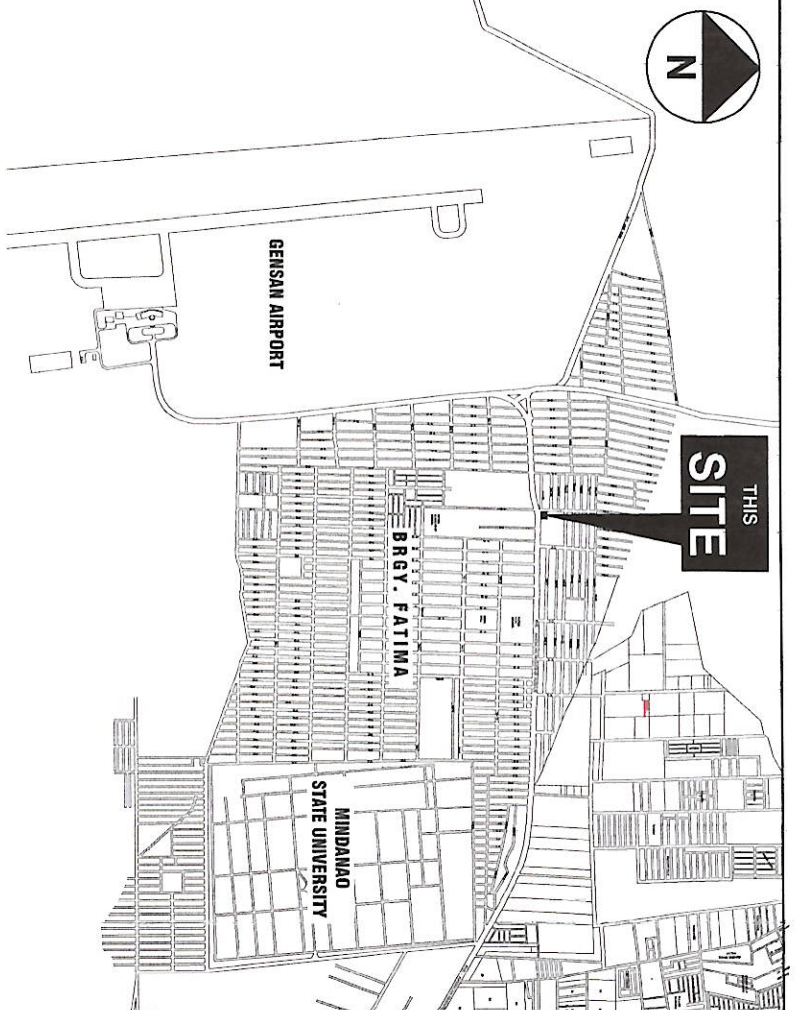 N
THIS
SITE
GENSAN AIRPORT
BRGY. FATIMA
MINDANAO
STATE UNIVERSITY